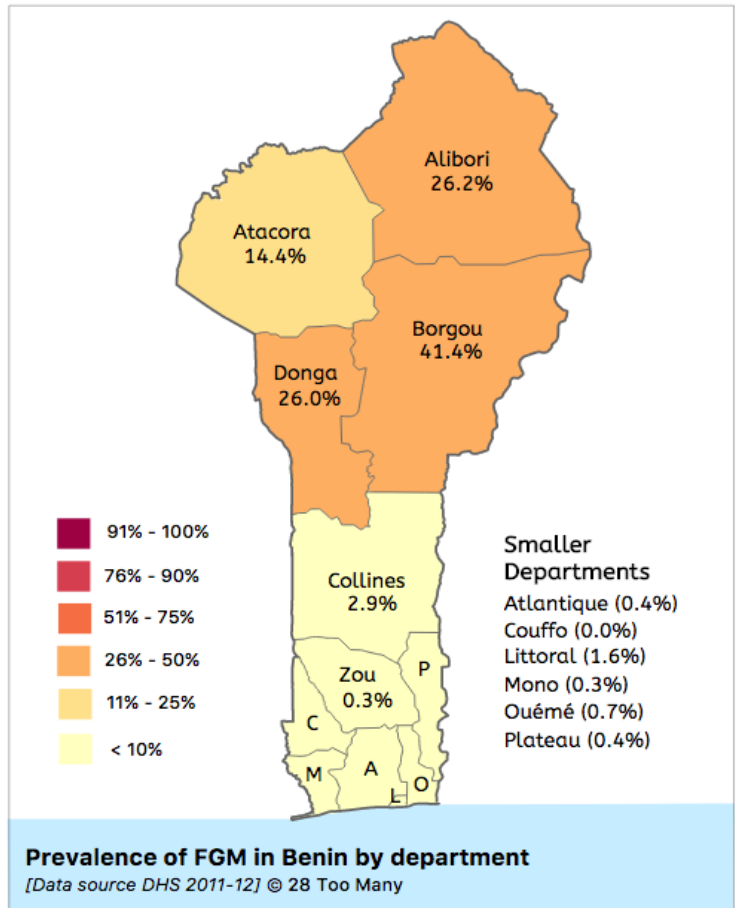 Alibori
26.2%
Atacora
14.4%
Borgou
41.4%
Donga
26.0%
Collines
2.9%
Zou
0.3%
P
C
M
A
L
O
91% - 100%
76% - 90%
51% - 75%
26% - 50%
11% - 25%
< 10%
Smaller
Departments
Atlantique (0.4%)
Couffo (0.0%)
Littoral (1.6%)
Mono (0.3%)
Ouémé (0.7%)
Plateau (0.4%)
Prevalence of FGM in Benin by department
[Data source DHS 2011-12] © 28 Too Many